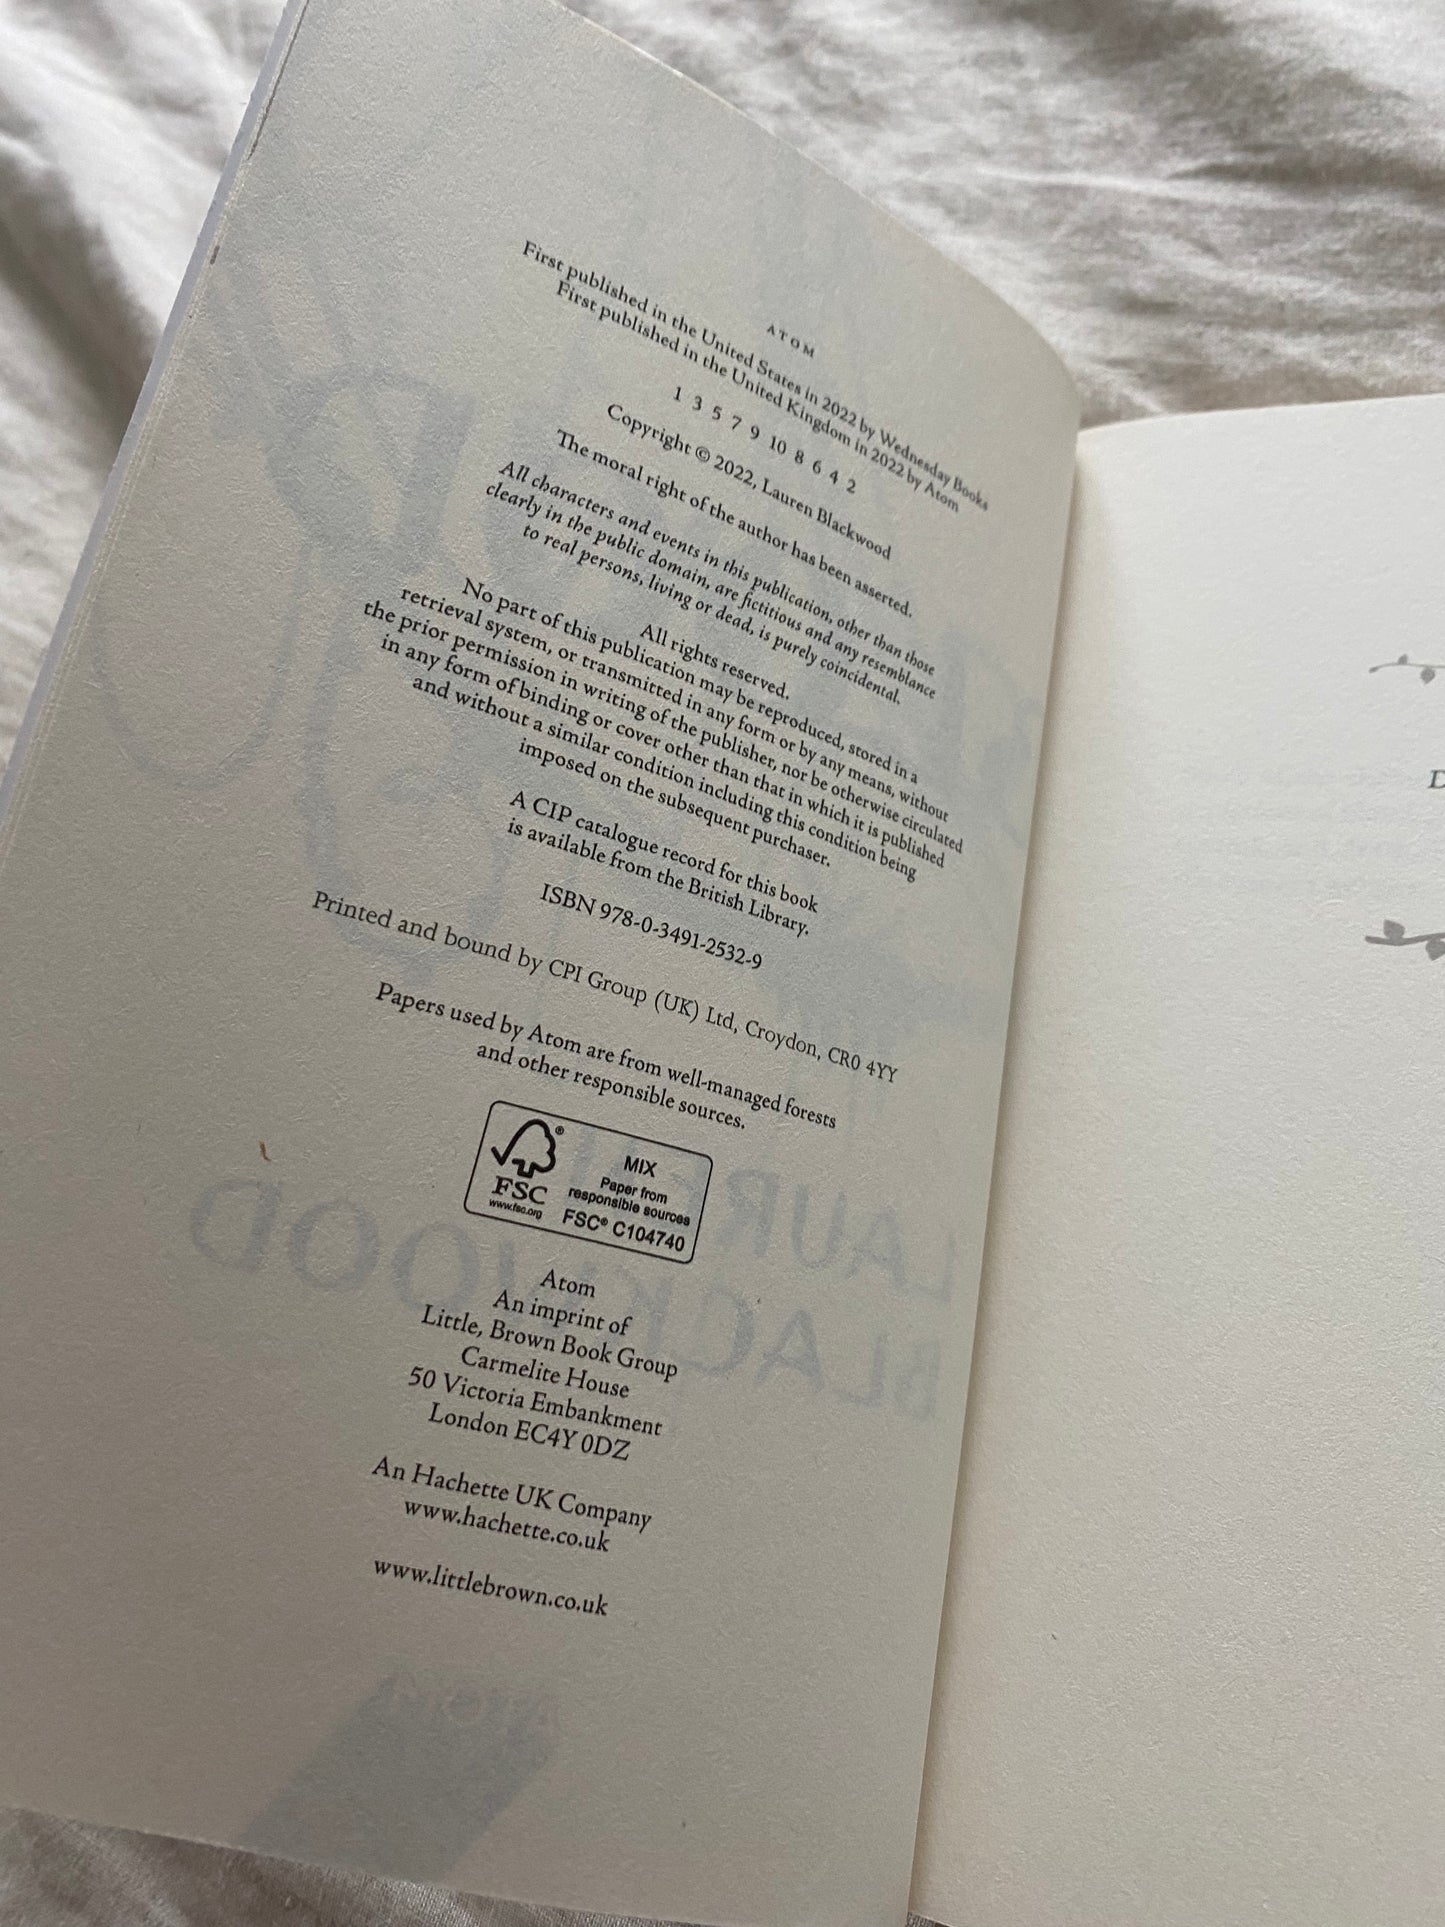 ATOM
First published in the United States in 2022 by Wednesday Books
First published in the United Kingdom in 2022 by Atom
1 3 5 7 9 10 8 6 4 2
Copyright © 2022, Lauren Blackwood
The moral right of the author has been asserted.
All characters and events in this publication, other than those
clearly in the public domain, are fictitious and any resemblance
to real persons, living or dead, is purely coincidental.
All rights reserved.
No part of this publication may be reproduced, stored in a
retrieval system, or transmitted in any form or by any means, without
the prior permission in writing of the publisher, nor be otherwise circulated
in any form of binding or cover other than that in which it is published
and without a similar condition including this condition being
imposed on the subsequent purchaser.
A CIP catalogue record for this book
is available from the British Library.
ISBN 978-0-3491-2532-9
Printed and bound by CPI Group (UK) Ltd, Croydon, CR0 4YY
Papers used by Atom are from well-managed forests
and other responsible sources.
FSC®
www.fsc.org
MIX
Paper from
responsible sources
FSC® C104740
Atom
An imprint of
Little, Brown Book Group
Carmelite House
50 Victoria Embankment
London EC4Y 0DZ
An Hachette UK Company
www.hachette.co.uk
www.littlebrown.co.uk